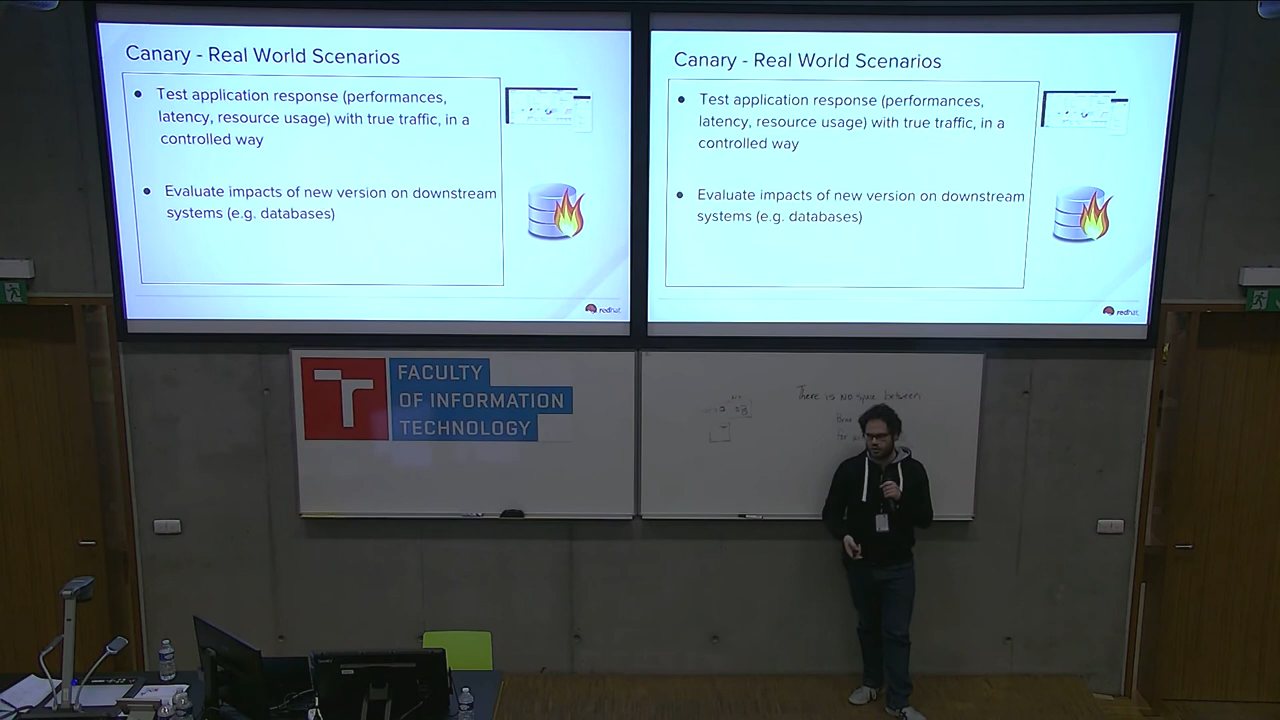 Canary - Real World Scenarios
Test application response (performances,
latency, resource usage) with true traffic, in a
controlled way
Evaluate impacts of new version on downstream
systems (e.g. databases)
redhat.
Canary - Real World Scenarios
Test application response (performances,
latency, resource usage) with true traffic, in a
controlled way
Evaluate impacts of new version on downstream
systems (e.g. databases)
redhat.
FACULTY
OF INFORMATION
TECHNOLOGY
There is NO between
for